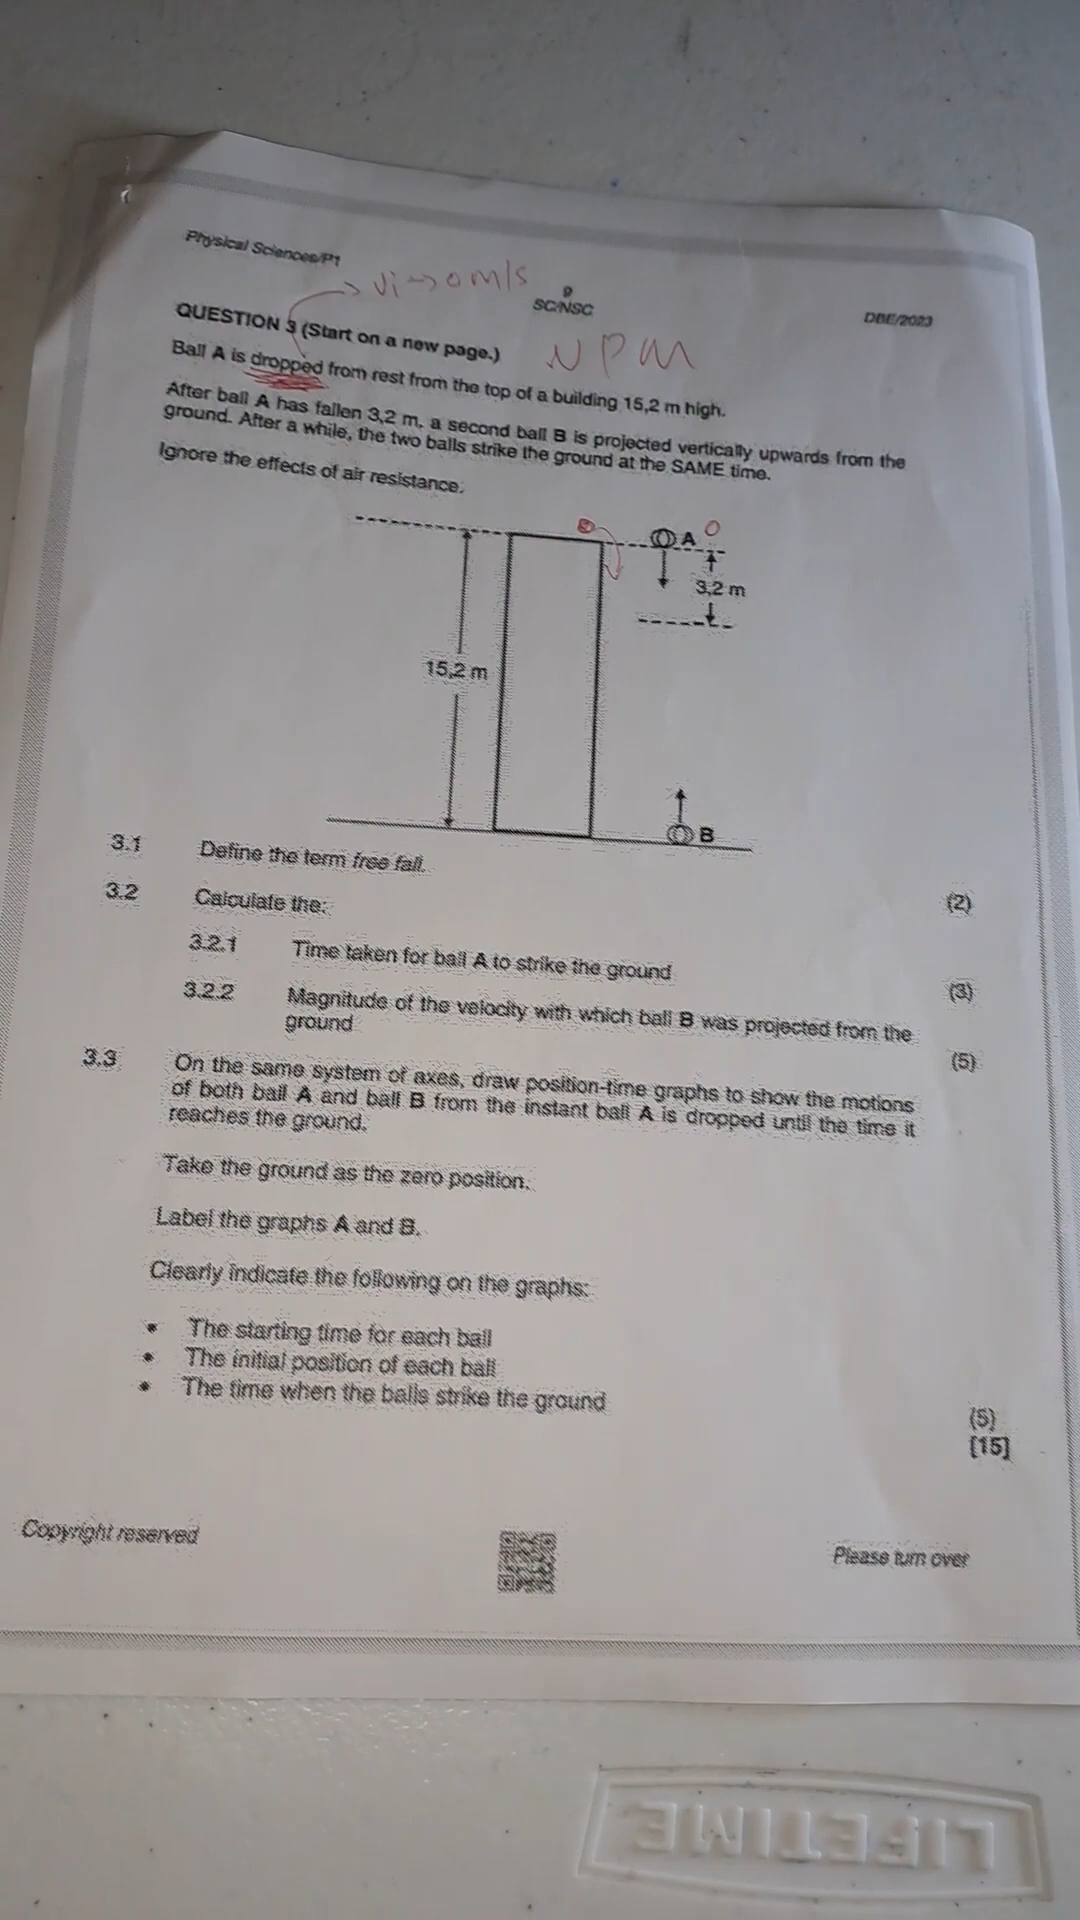 Physical Sciences/P1
9
SC/NSC
DBE/2023
vi → 0 m/s
QUESTION 3 (Start on a new page.)
NPM
Ball A is dropped from rest from the top of a building 15,2 m high.
After ball A has fallen 3,2 m, a second ball B is projected vertically upwards from the
ground. After a while, the two balls strike the ground at the SAME time.
Ignore the effects of air resistance.
A
3,2 m
15,2 m
B
3.1 Define the term free fall. (2)
3.2 Calculate the:
3.2.1 Time taken for ball A to strike the ground (3)
3.2.2 Magnitude of the velocity with which ball B was projected from the
ground (5)
3.3 On the same system of axes, draw position-time graphs to show the motions
of both ball A and ball B from the instant ball A is dropped until the time it
reaches the ground.
Take the ground as the zero position.
Label the graphs A and B.
Clearly indicate the following on the graphs:
• The starting time for each ball
• The initial position of each ball
• The time when the balls strike the ground
(5)
[15]
Copyright reserved
Please turn over
LIFETIME